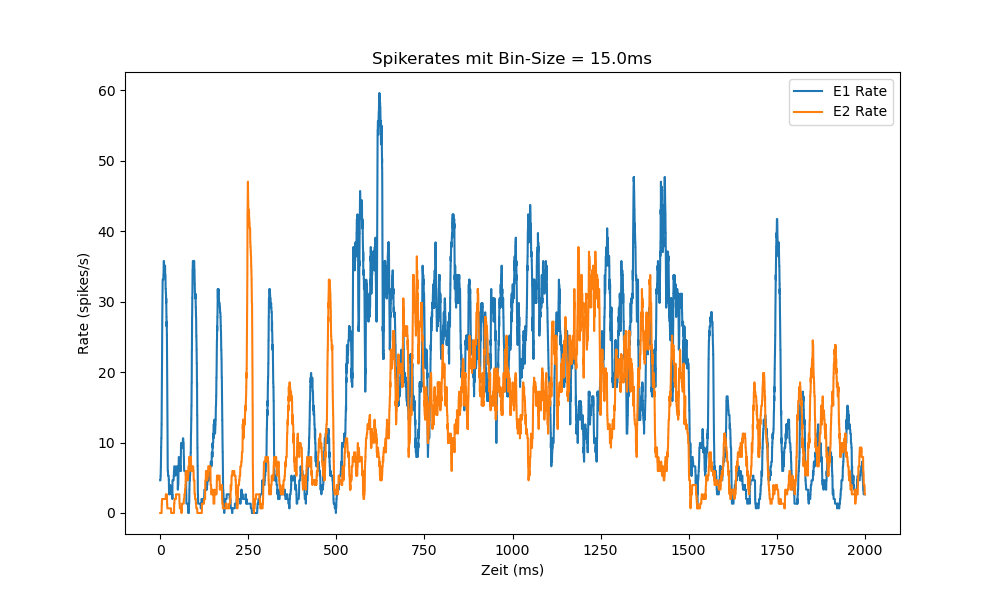 Spikerates mit Bin-Size = 15.0ms
E1 Rate
E2 Rate
Rate (spikes/s)
60
50
40
30
20
10
0
0 250 500 750 1000 1250 1500 1750 2000
Zeit (ms)